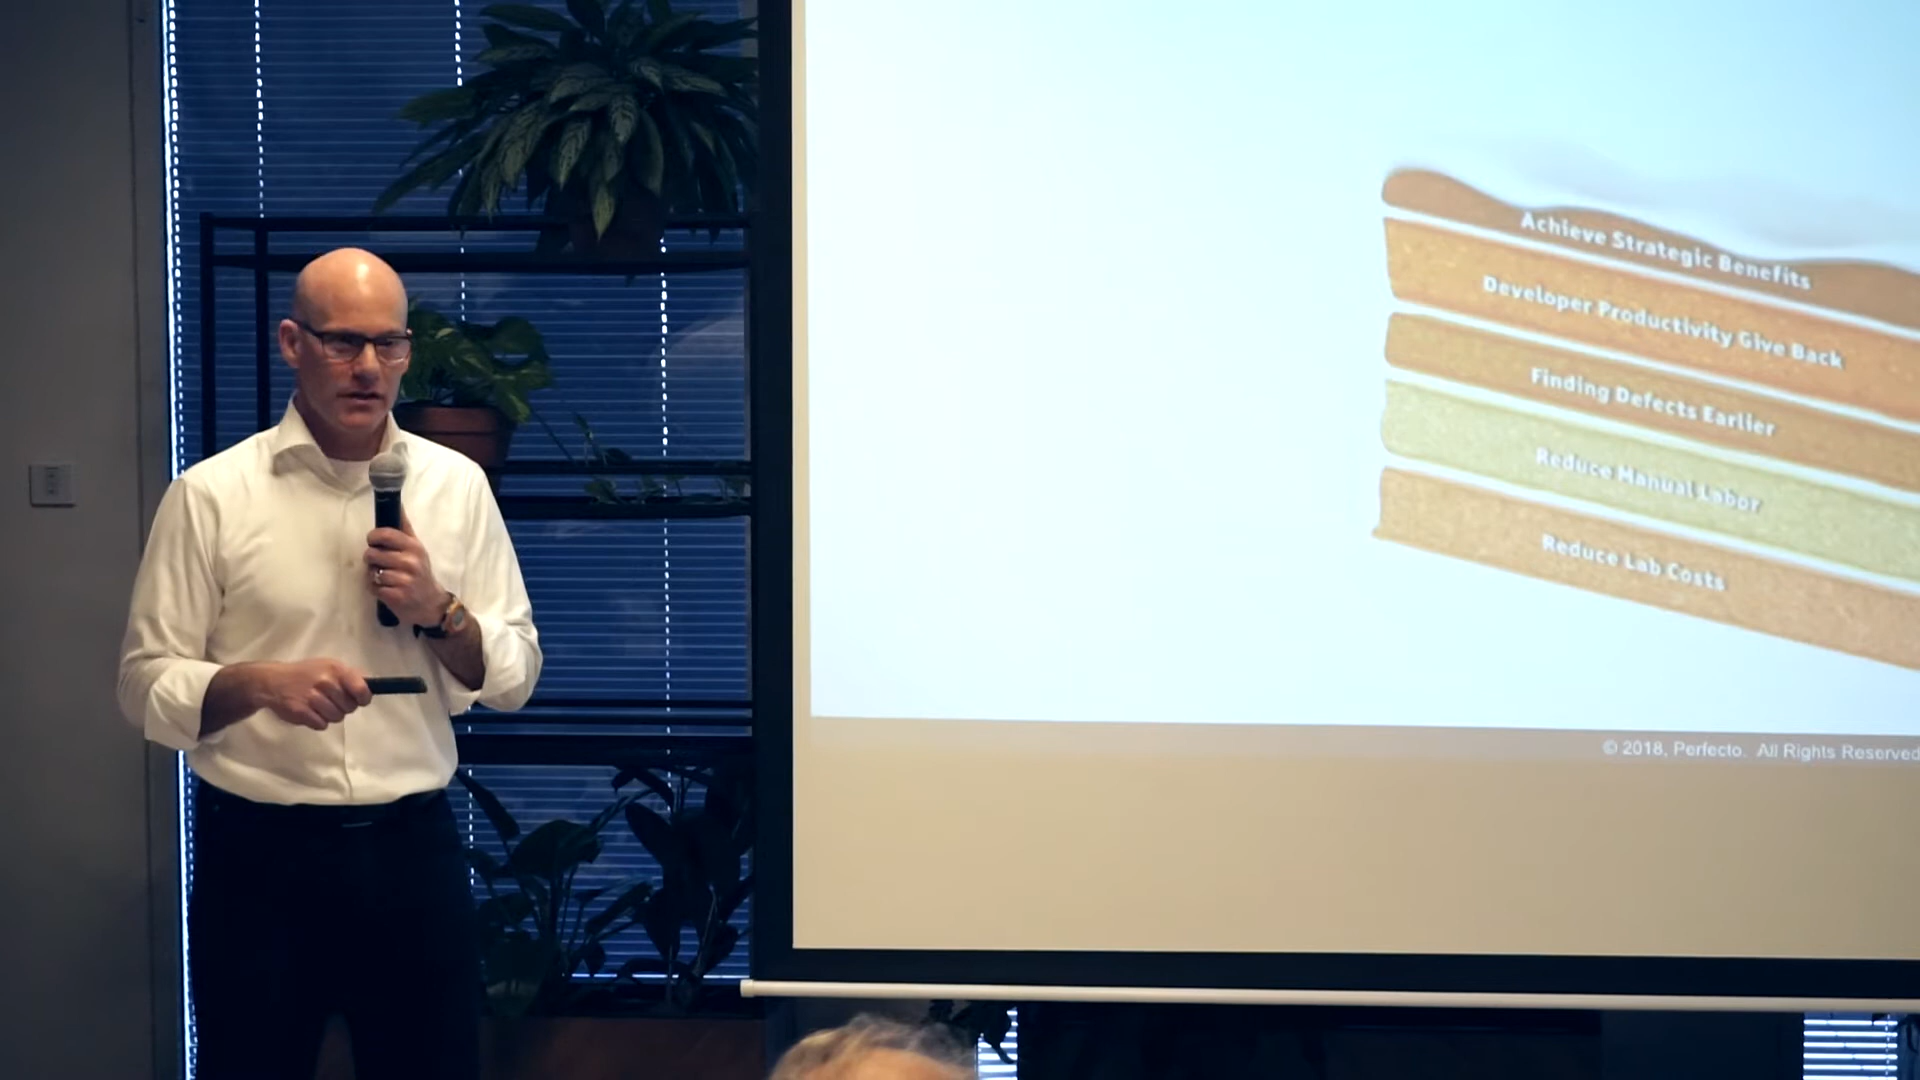 Achieve Strategic Benefits
Developer Productivity Give Back
Finding Defects Earlier
Reduce Manual Labor
Reduce Lab Costs
© 2018, Perfecto. All Rights Reserved